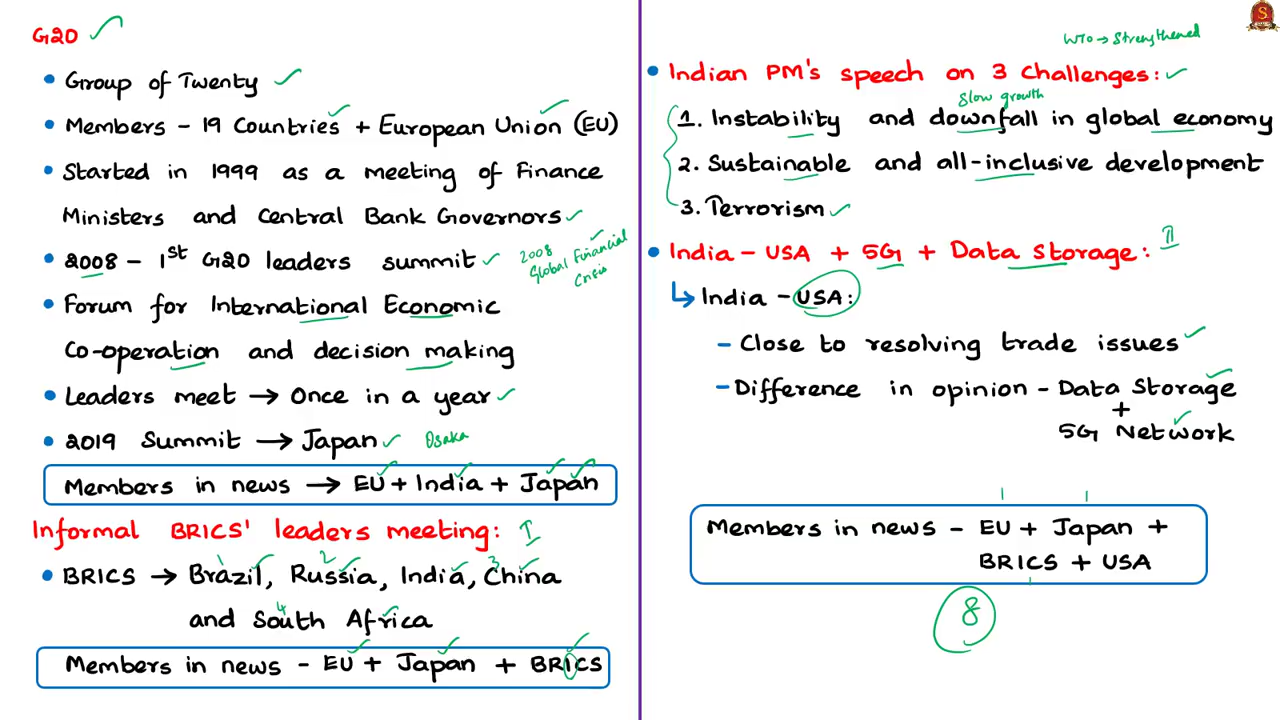 G20
Group of Twenty
Members - 19 Countries + European Union (EU)
Started in 1999 as a meeting of Finance
Ministers and Central Bank Governors
2008 - 1st G20 leaders summit
2008
Global Financial
Crisis
Forum for International Economic
Co-operation and decision making
Leaders meet → Once in a year
2019 Summit → Japan Osaka
Members in news → EU + India + Japan
Informal BRICS' leaders meeting: I
1 2 3
BRICS → Brazil, Russia, India, China
4
and South Africa
Members in news - EU + Japan + BRICS
WTO → Strengthened
Indian PM's speech on 3 Challenges:
Slow growth
1. Instability and downfall in global economy
2. Sustainable and all-inclusive development
3. Terrorism
India - USA + 5G + Data Storage: II
India - USA:
- Close to resolving trade issues
- Difference in opinion - Data Storage
+
5G Network
Members in news - EU + Japan +
BRICS + USA
8